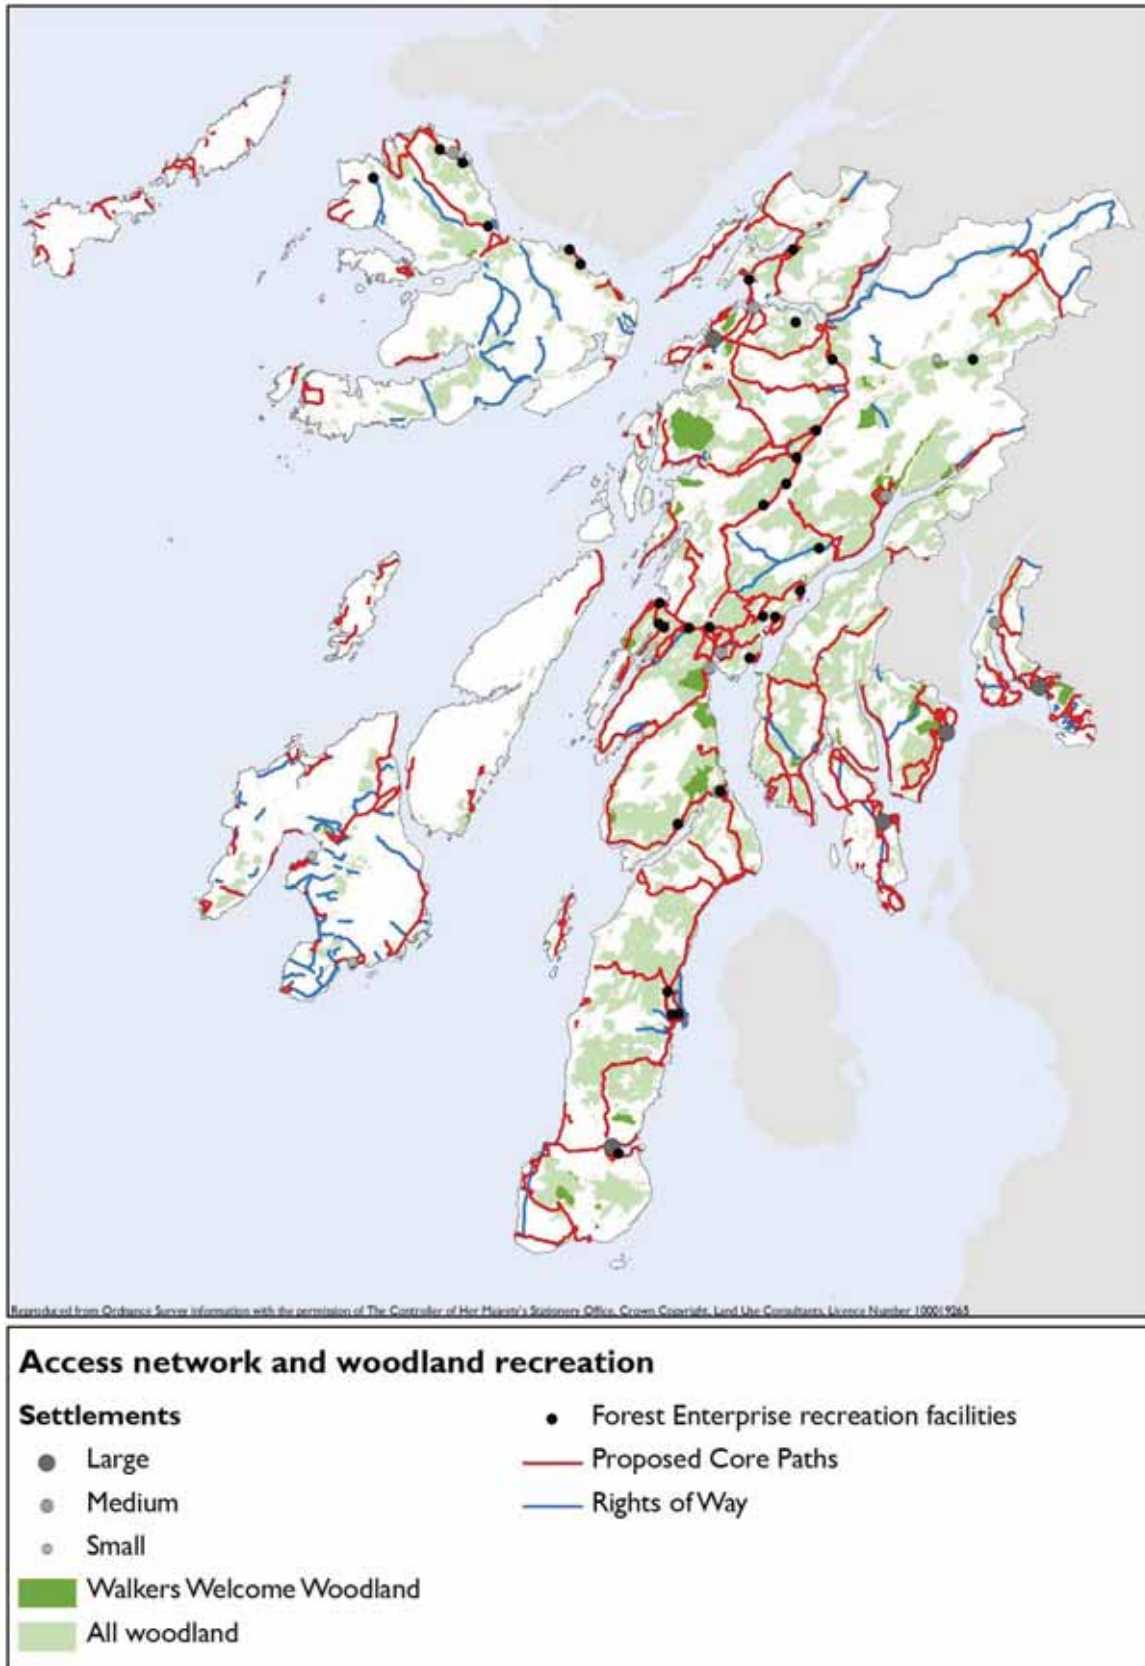 Reproduced from Ordnance Survey information with the permission of The Controller of Her Majesty's Stationery Office, Crown Copyright, Land Use Consultants, Licence Number 100019265
Access network and woodland recreation
Settlements
Large
Medium
Small
Walkers Welcome Woodland
All woodland
Forest Enterprise recreation facilities
Proposed Core Paths
Rights of Way